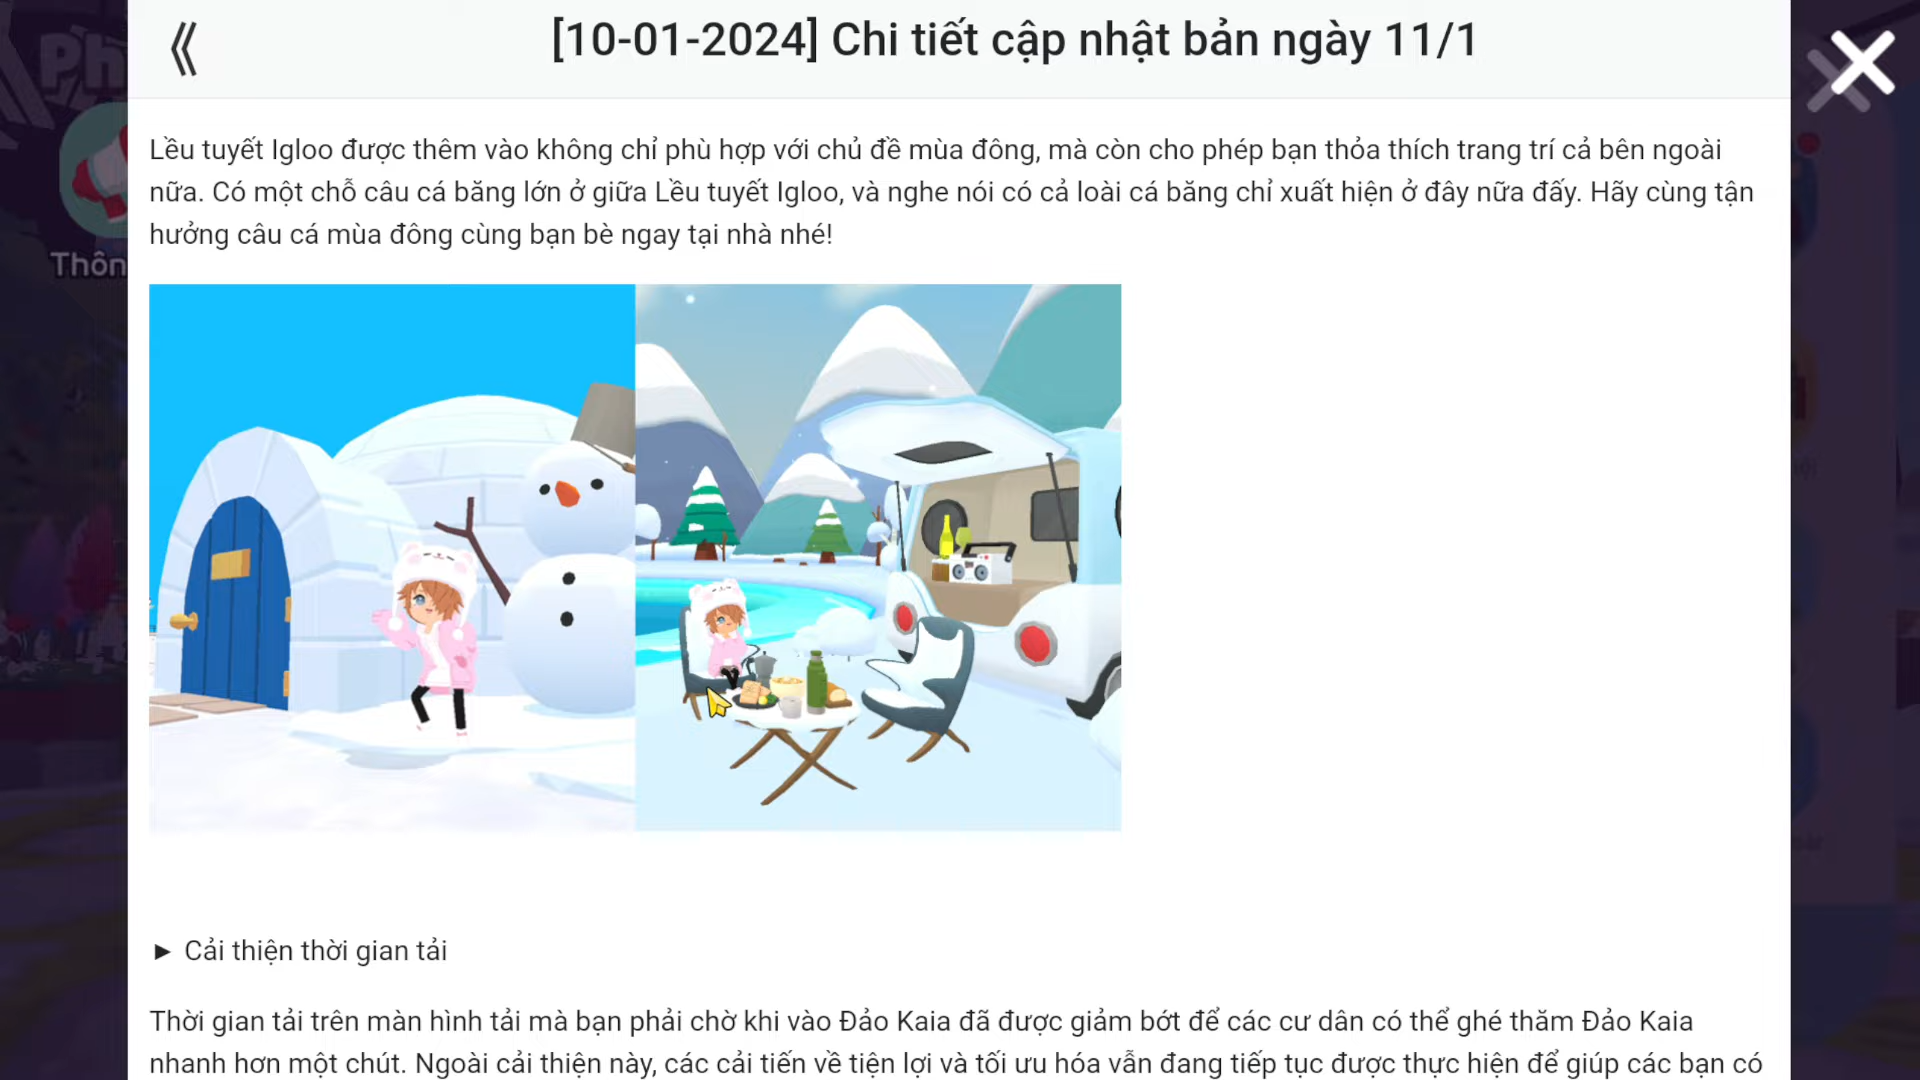 [10-01-2024] Chi tiết cập nhật bản ngày 11/1
Ph
Thôn
Lều tuyết Igloo được thêm vào không chỉ phù hợp với chủ đề mùa đông, mà còn cho phép bạn thỏa thích trang trí cả bên ngoài
nữa. Có một chỗ câu cá băng lớn ở giữa Lều tuyết Igloo, và nghe nói có cả loài cá băng chỉ xuất hiện ở đây nữa đấy. Hãy cùng tận
hưởng câu cá mùa đông cùng bạn bè ngay tại nhà nhé!
► Cải thiện thời gian tải
Thời gian tải trên màn hình tải mà bạn phải chờ khi vào Đảo Kaia đã được giảm bớt để các cư dân có thể ghé thăm Đảo Kaia
nhanh hơn một chút. Ngoài cải thiện này, các cải tiến về tiện lợi và tối ưu hóa vẫn đang tiếp tục được thực hiện để giúp các bạn có